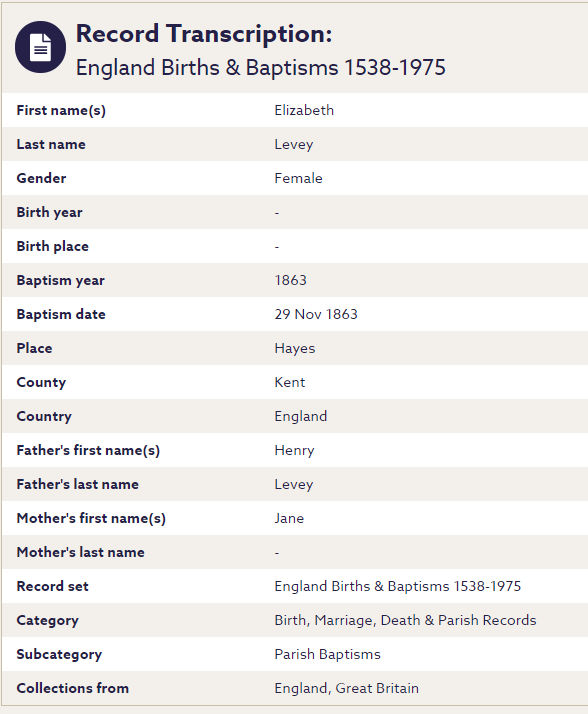 Record Transcription:
England Births & Baptisms 1538-1975
First name(s) Elizabeth
Last name Levey
Gender Female
Birth year -
Birth place -
Baptism year 1863
Baptism date 29 Nov 1863
Place Hayes
County Kent
Country England
Father's first name(s) Henry
Father's last name Levey
Mother's first name(s) Jane
Mother's last name -
Record set England Births & Baptisms 1538-1975
Category Birth, Marriage, Death & Parish Records
Subcategory Parish Baptisms
Collections from England, Great Britain